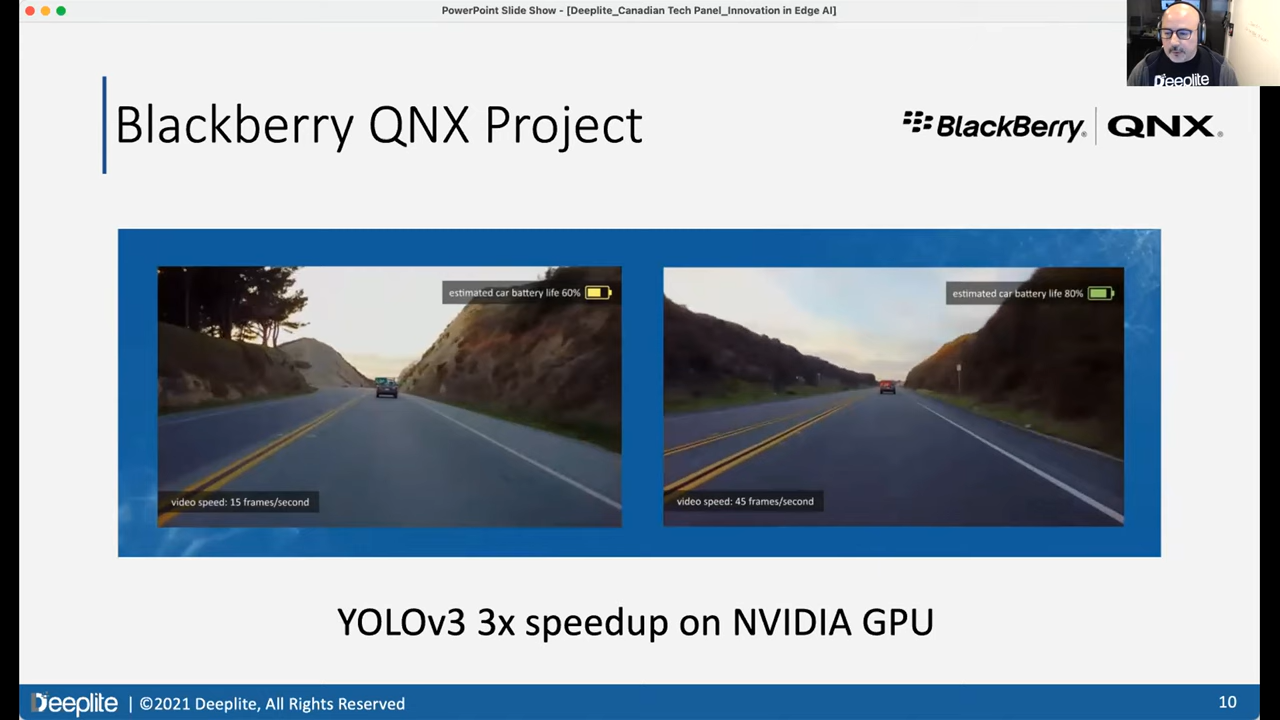 PowerPoint Slide Show - [Deeplite_Canadian Tech Panel_Innovation in Edge AI]
Deeplite
Blackberry QNX Project
BlackBerry® QNX®
estimated car battery life 60%
estimated car battery life 80%
video speed: 15 frames/second
video speed: 45 frames/second
YOLOv3 3x speedup on NVIDIA GPU
Deeplite | ©2021 Deeplite, All Rights Reserved
10